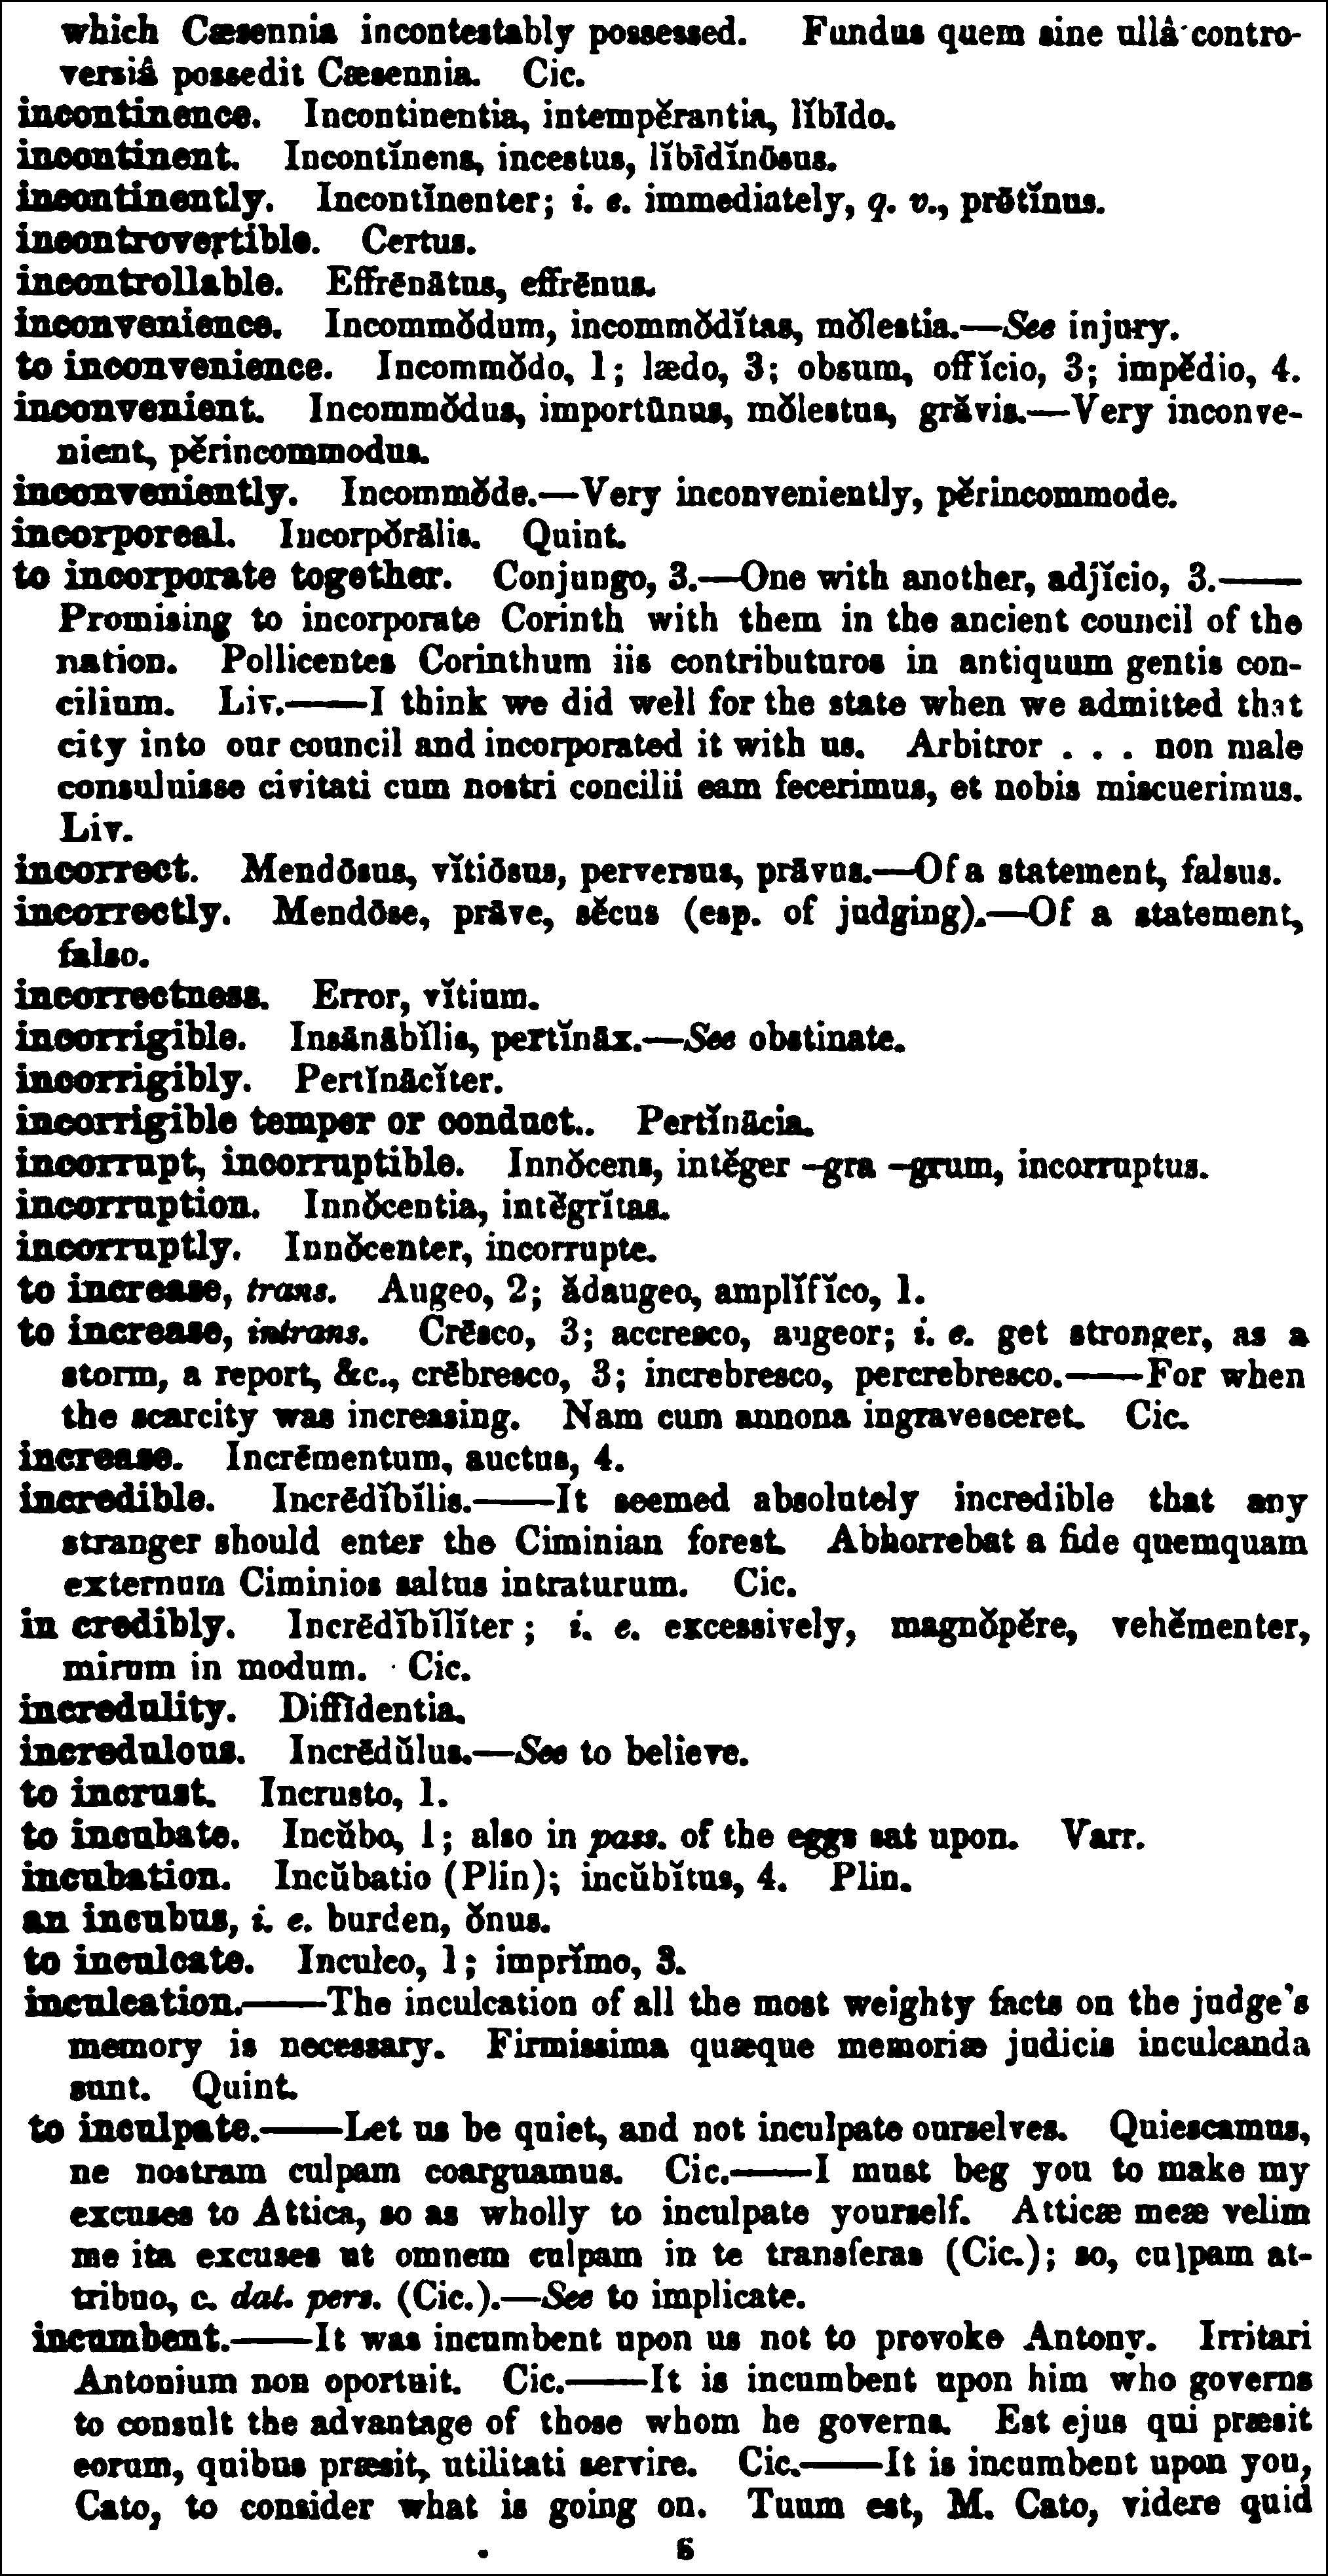 which Cæsennia incontestably possessed. Fundus quem sine ullâ contro-
versiâ possedit Cæsennia. Cic.
incontinence. Incontinentia, intempĕrantia, lĭbīdo.
incontinent. Incontĭnens, incestus, lĭbīdĭnōsus.
incontinently. Incontĭnenter; i. e. immediately, q. v., prōtĭnus.
incontrovertible. Certus.
incontrollable. Effrēnātus, effrēnus.
inconvenience. Incommŏdum, incommŏdĭtas, mŏlestia.—See injury.
to inconvenience. Incommŏdo, 1; lædo, 3; obsum, offĭcio, 3; impĕdio, 4.
inconvenient. Incommŏdus, importūnus, mŏlestus, grăvis.—Very inconve-
nient, pĕrincommodus.
inconveniently. Incommŏde.—Very inconveniently, pĕrincommode.
incorporeal. Incorpŏrālis. Quint.
to incorporate together. Conjungo, 3.—One with another, adjĭcio, 3.——
Promising to incorporate Corinth with them in the ancient council of the
nation. Pollicentes Corinthum iis contributuros in antiquum gentis con-
cilium. Liv.——I think we did well for the state when we admitted that
city into our council and incorporated it with us. Arbitror . . . non male
consuluisse civitati cum nostri concilii eam fecerimus, et nobis miscuerimus.
Liv.
incorrect. Mendōsus, vĭtiōsus, perversus, prāvus.—Of a statement, falsus.
incorrectly. Mendōse, prāve, sĕcus (esp. of judging).—Of a statement,
falso.
incorrectness. Error, vĭtium.
incorrigible. Insānābĭlis, pertĭnāx.—See obstinate.
incorrigibly. Pertĭnācĭter.
incorrigible temper or conduct.. Pertĭnācia.
incorrupt, incorruptible. Innŏcens, intĕger –gra –grum, incorruptus.
incorruption. Innŏcentia, intĕgrĭtas.
incorruptly. Innŏcenter, incorrupte.
to increase, trans. Augeo, 2; ădaugeo, amplĭfĭco, 1.
to increase, intrans. Crēsco, 3; accresco, augeor; i. e. get stronger, as a
storm, a report, &c., crēbresco, 3; increbresco, percrebresco.——For when
the scarcity was increasing. Nam cum annona ingravesceret. Cic.
increase. Incrēmentum, auctus, 4.
incredible. Incrēdĭbĭlis.——It seemed absolutely incredible that any
stranger should enter the Ciminian forest. Abhorrebat a fide quemquam
externum Ciminios saltus intraturum. Cic.
in credibly. Incrēdĭbĭlĭter ; i. e. excessively, magnŏpĕre, vehĕmenter,
mirum in modum. Cic.
incredulity. Diffīdentia.
incredulous. Incrēdŭlus.—See to believe.
to incrust. Incrusto, 1.
to incubate. Incŭbo, 1; also in pass. of the eggs sat upon. Varr.
incubation. Incŭbatio (Plin); incŭbĭtus, 4. Plin.
an incubus, i. e. burden, ŏnus.
to inculcate. Inculco, 1; imprĭmo, 3.
inculcation.——The inculcation of all the most weighty facts on the judge's
memory is necessary. Firmissima quæque memoriæ judicis inculcanda
sunt. Quint.
to inculpate.——Let us be quiet, and not inculpate ourselves. Quiescamus,
ne nostram culpam coarguamus. Cic.——I must beg you to make my
excuses to Attica, so as wholly to inculpate yourself. Atticæ meæ velim
me ita excuses ut omnem culpam in te transferas (Cic.); so, culpam at-
tribuo, c. dat. pers. (Cic.).—See to implicate.
incumbent.——It was incumbent upon us not to provoke Antony. Irritari
Antonium non oportuit. Cic.——It is incumbent upon him who governs
to consult the advantage of those whom he governs. Est ejus qui præsit
eorum, quibus præsit, utilitati servire. Cic.——It is incumbent upon you,
Cato, to consider what is going on. Tuum est, M. Cato, videre quid
S